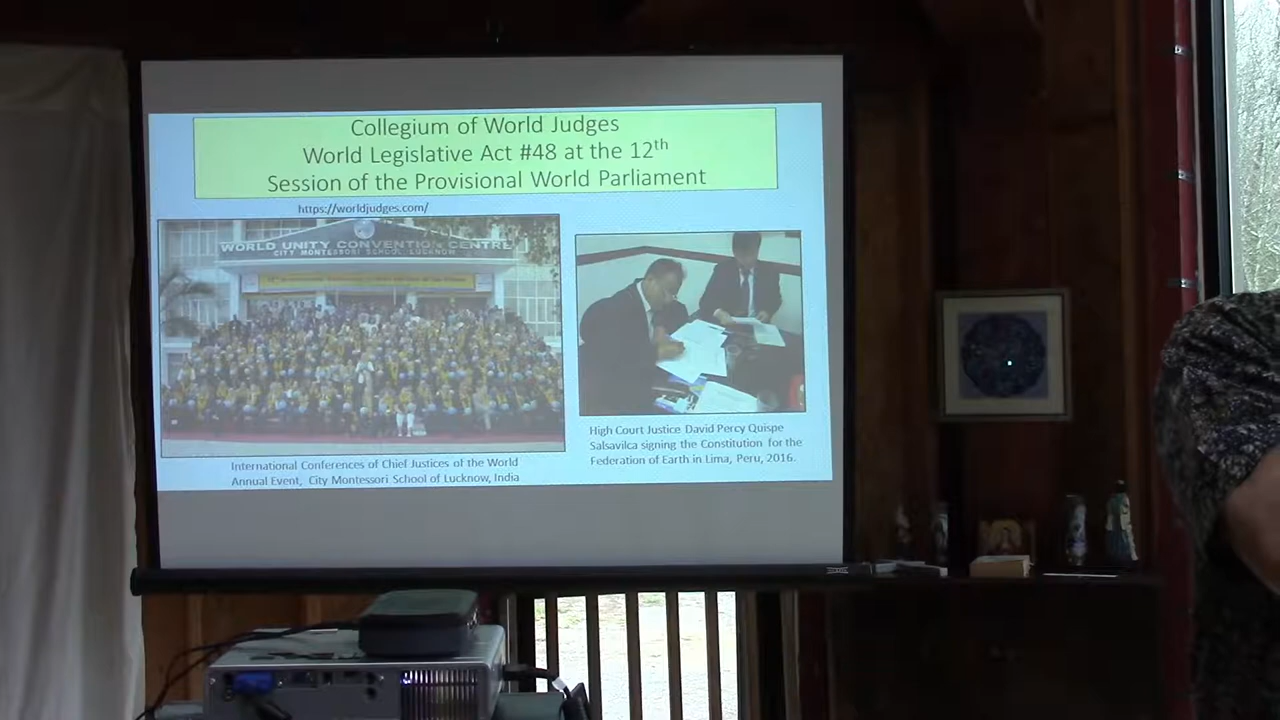 Collegium of World Judges
World Legislative Act #48 at the 12th
Session of the Provisional World Parliament
https://worldjudges.com/
WORLD UNITY CONVENTION CENTRE
CITY MONTESSORI SCHOOL, LUCKNOW
International Conferences of Chief Justices of the World
Annual Event, City Montessori School of Lucknow, India
High Court Justice David Percy Quispe
Salsavilca signing the Constitution for the
Federation of Earth in Lima, Peru, 2016.